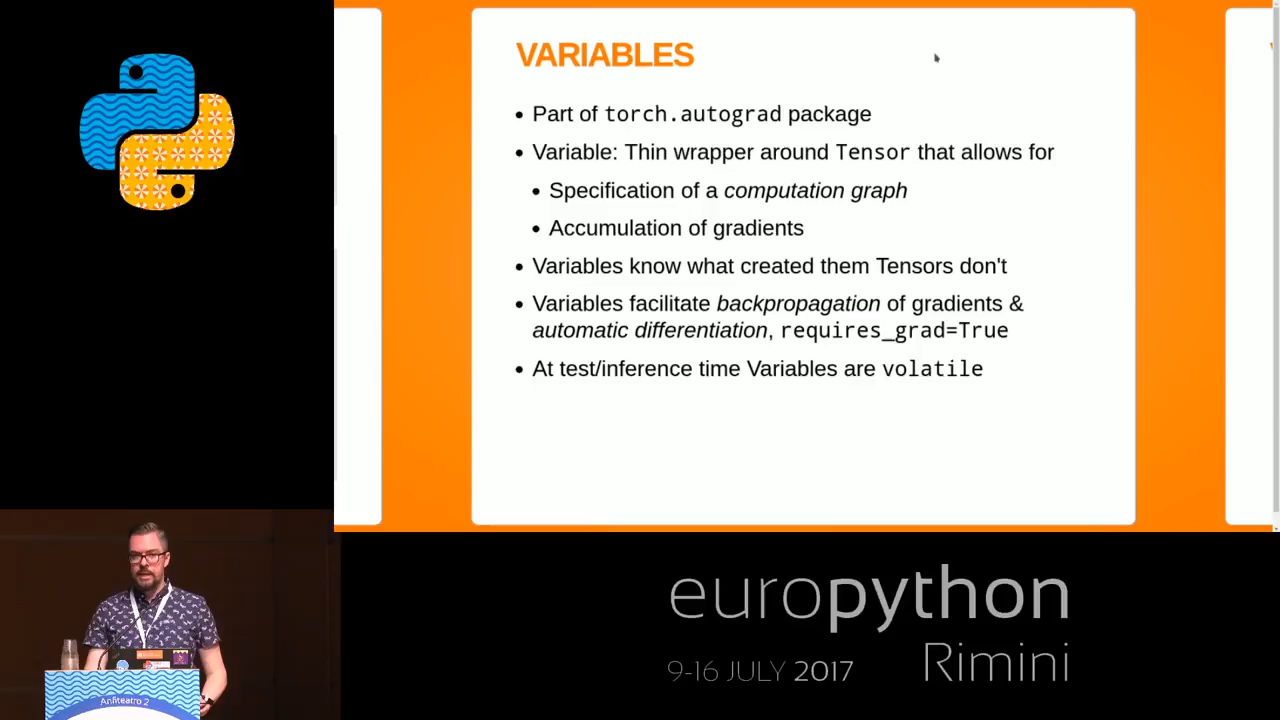 VARIABLES
Part of torch.autograd package
Variable: Thin wrapper around Tensor that allows for
Specification of a computation graph
Accumulation of gradients
Variables know what created them Tensors don't
Variables facilitate backpropagation of gradients &
automatic differentiation, requires_grad=True
At test/inference time Variables are volatile
europython
Rimini
9-16 JULY 2017
Anfiteatro 2